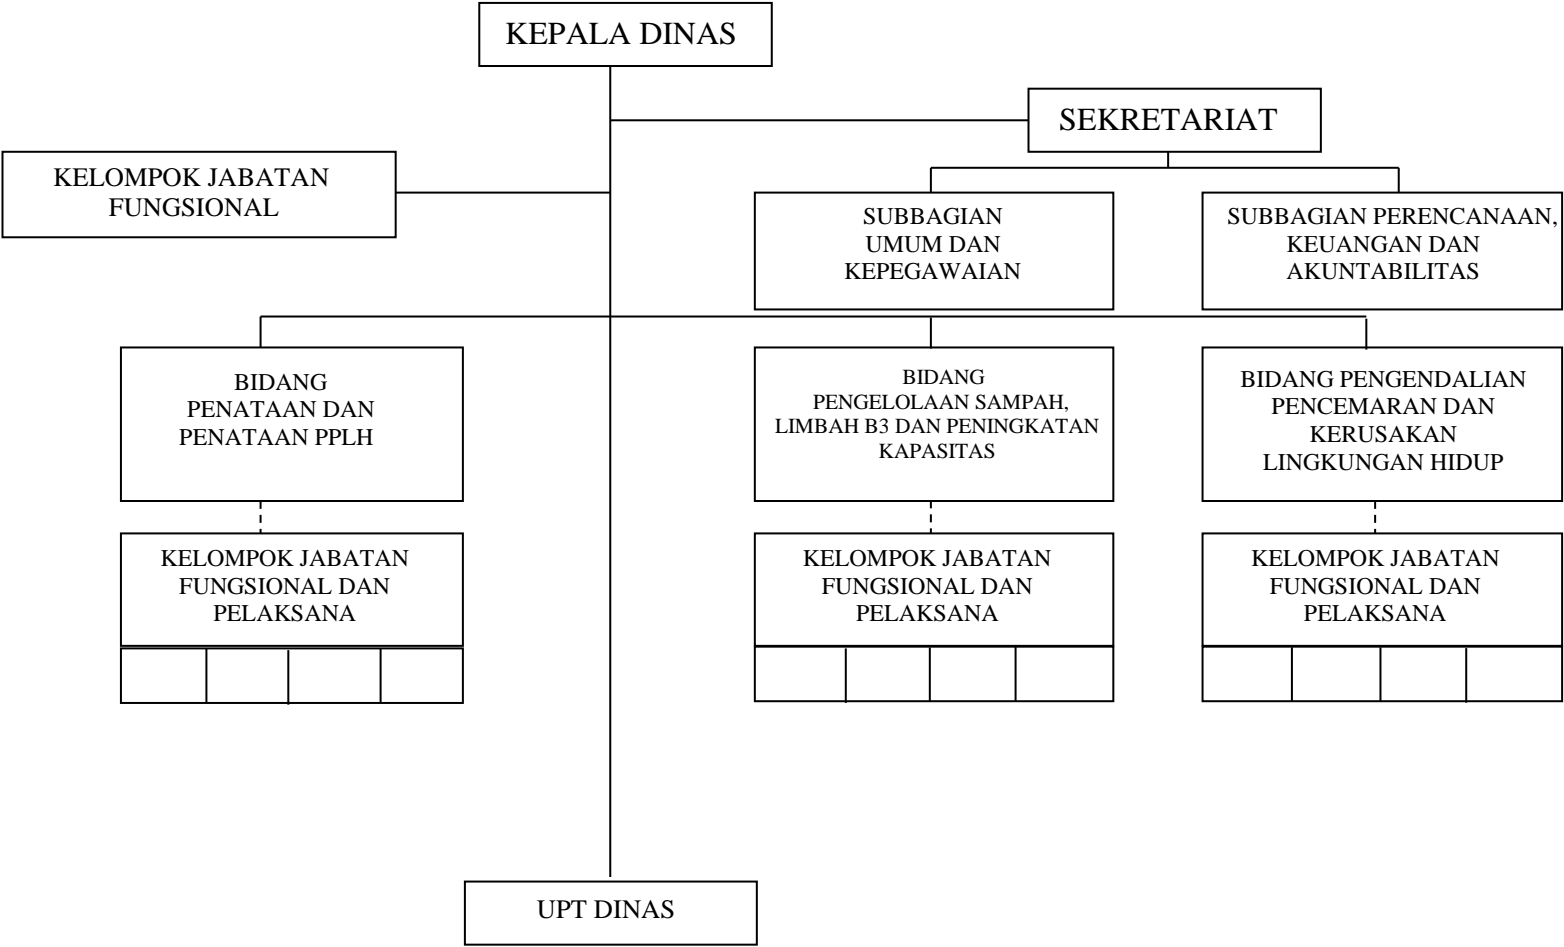 KEPALA DINAS
SEKRETARIAT
KELOMPOK JABATAN
FUNGSIONAL
SUBBAGIAN
UMUM DAN
KEPEGAWAIAN
SUBBAGIAN PERENCANAAN,
KEUANGAN DAN
AKUNTABILITAS
BIDANG
PENATAAN DAN
PENATAAN PPLH
BIDANG
PENGELOLAAN SAMPAH,
LIMBAH B3 DAN PENINGKATAN
KAPASITAS
BIDANG PENGENDALIAN
PENCEMARAN DAN
KERUSAKAN
LINGKUNGAN HIDUP
KELOMPOK JABATAN
FUNGSIONAL DAN
PELAKSANA
KELOMPOK JABATAN
FUNGSIONAL DAN
PELAKSANA
KELOMPOK JABATAN
FUNGSIONAL DAN
PELAKSANA
UPT DINAS